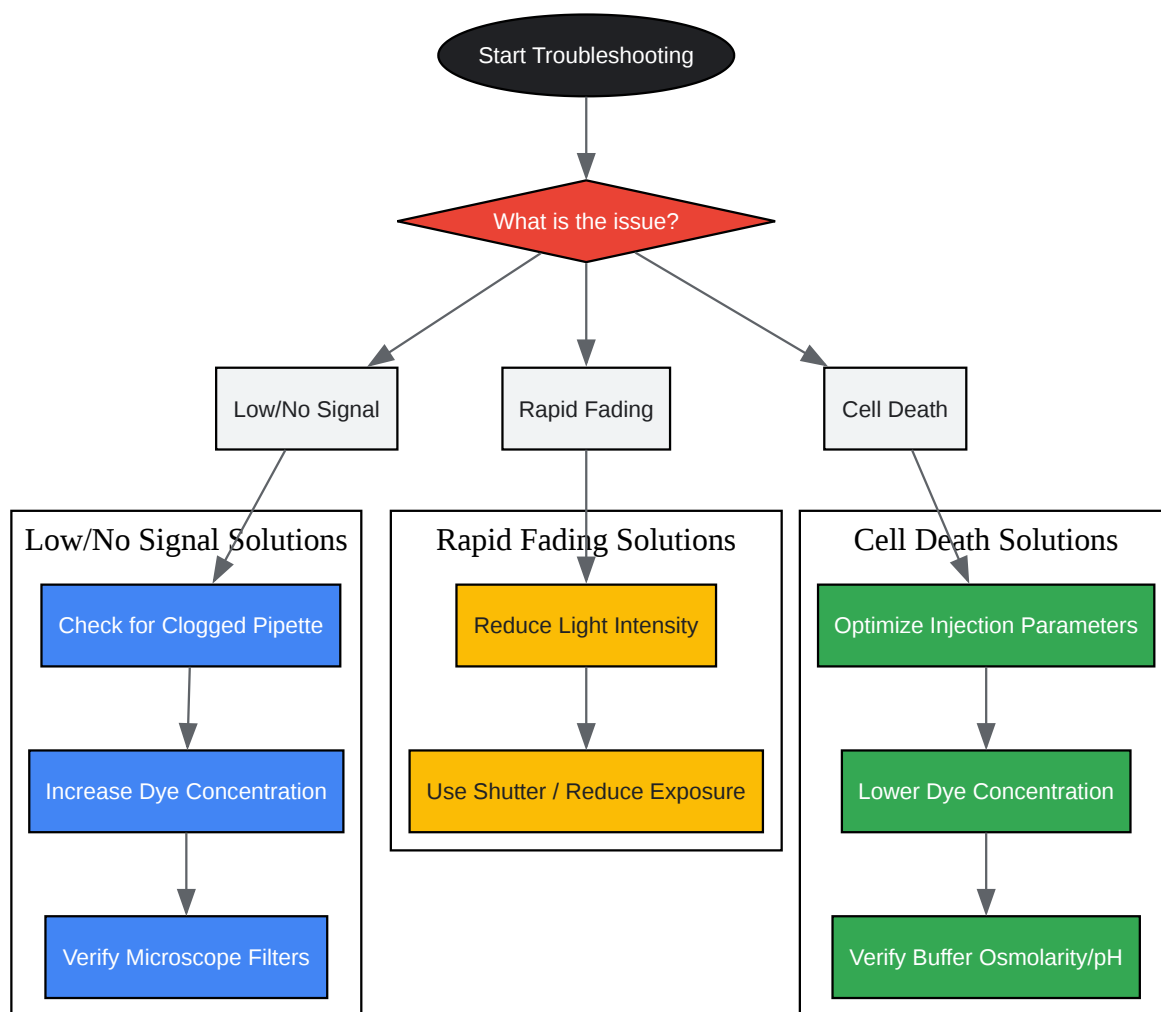 Start Troubleshooting
What is the issue?
Low/No Signal
Rapid Fading
Cell Death
Low/No Signal Solutions
Check for Clogged Pipette
Increase Dye Concentration
Verify Microscope Filters
Rapid Fading Solutions
Reduce Light Intensity
Use Shutter / Reduce Exposure
Cell Death Solutions
Optimize Injection Parameters
Lower Dye Concentration
Verify Buffer Osmolarity/pH